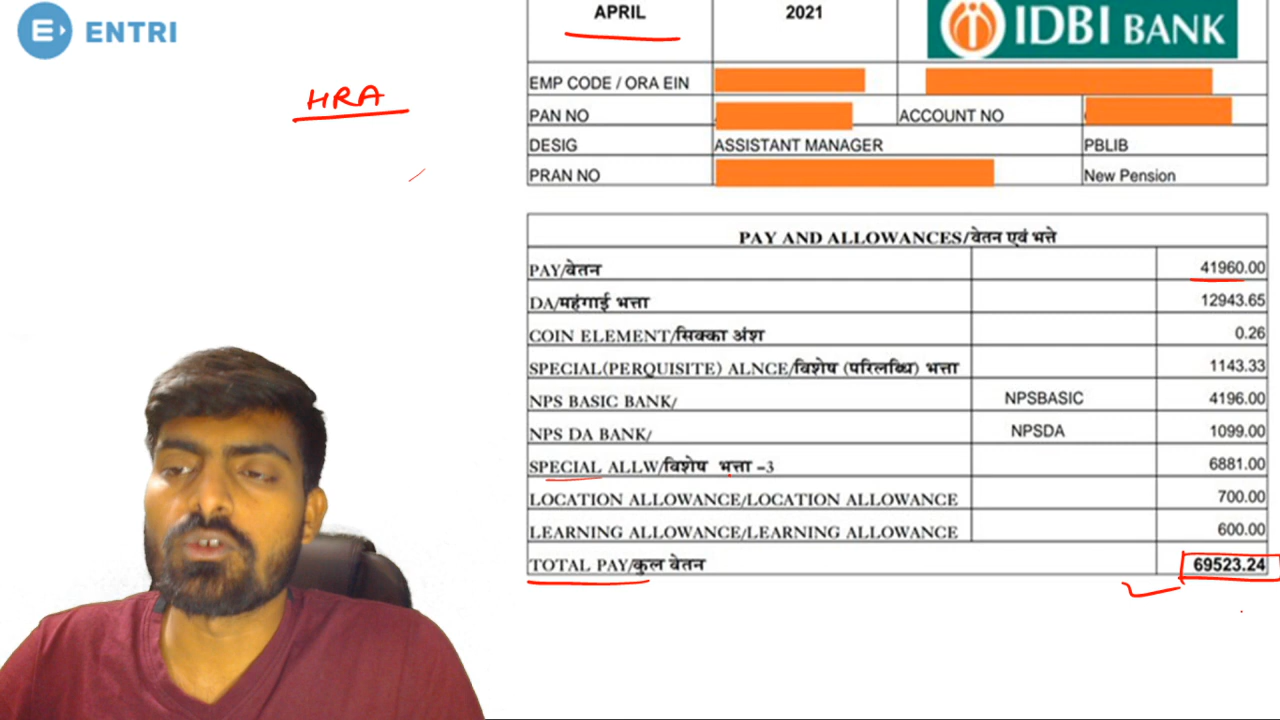 ENTRI
APRIL 2021 IDBI BANK
HRA
EMP CODE / ORA EIN
PAN NO ACCOUNT NO
DESIG ASSISTANT MANAGER PBLIB
PRAN NO New Pension
PAY AND ALLOWANCES/वेतन एवं भत्ते
PAY/वेतन 41960.00
DA/महंगाई भत्ता 12943.65
COIN ELEMENT/सिक्का अंश 0.26
SPECIAL(PERQUISITE) ALNCE/विशेष (परिलब्धि) भत्ता 1143.33
NPS BASIC BANK/ NPSBASIC 4196.00
NPS DA BANK/ NPSDA 1099.00
SPECIAL ALLW/विशेष भत्ता –3 6881.00
LOCATION ALLOWANCE/LOCATION ALLOWANCE 700.00
LEARNING ALLOWANCE/LEARNING ALLOWANCE 600.00
TOTAL PAY/कुल वेतन 69523.24